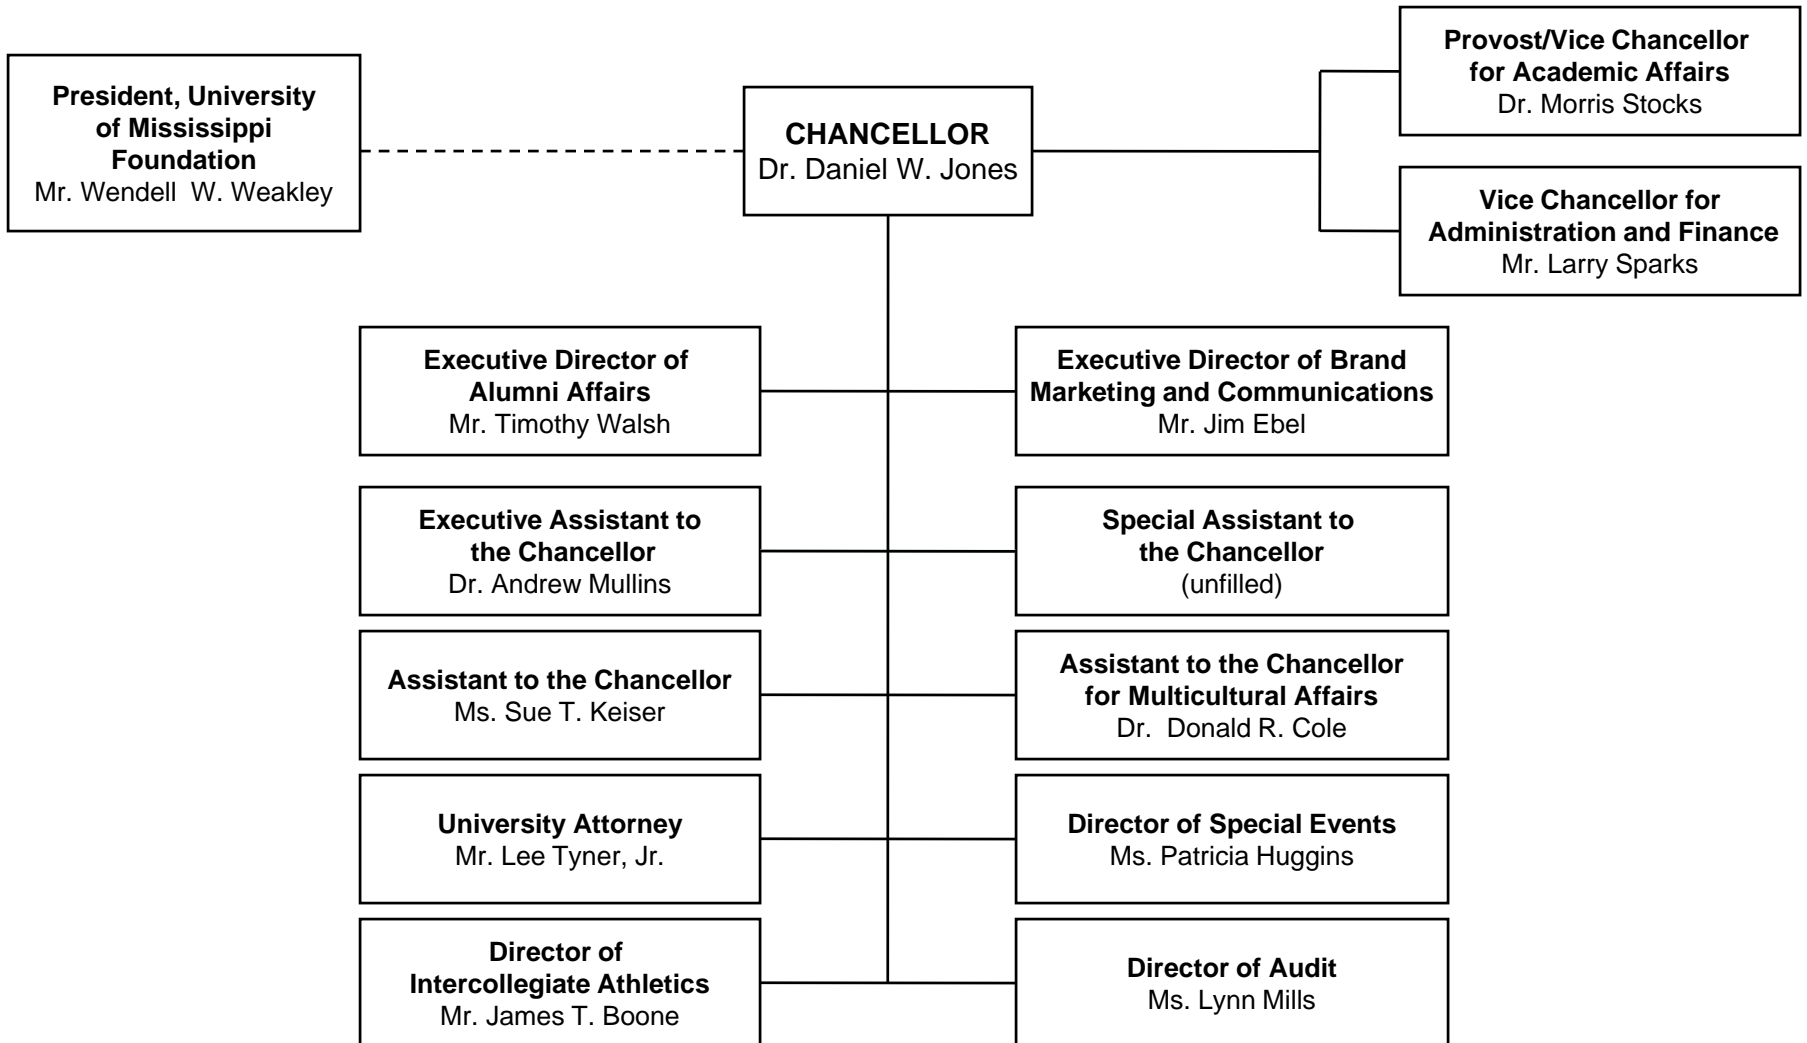 President, University
of Mississippi
Foundation
Mr. Wendell W. Weakley
CHANCELLOR
Dr. Daniel W. Jones
Provost/Vice Chancellor
for Academic Affairs
Dr. Morris Stocks
Vice Chancellor for
Administration and Finance
Mr. Larry Sparks
Executive Director of
Alumni Affairs
Mr. Timothy Walsh
Executive Director of Brand
Marketing and Communications
Mr. Jim Ebel
Executive Assistant to
the Chancellor
Dr. Andrew Mullins
Special Assistant to
the Chancellor
(unfilled)
Assistant to the Chancellor
Ms. Sue T. Keiser
Assistant to the Chancellor
for Multicultural Affairs
Dr. Donald R. Cole
University Attorney
Mr. Lee Tyner, Jr.
Director of Special Events
Ms. Patricia Huggins
Director of
Intercollegiate Athletics
Mr. James T. Boone
Director of Audit
Ms. Lynn Mills